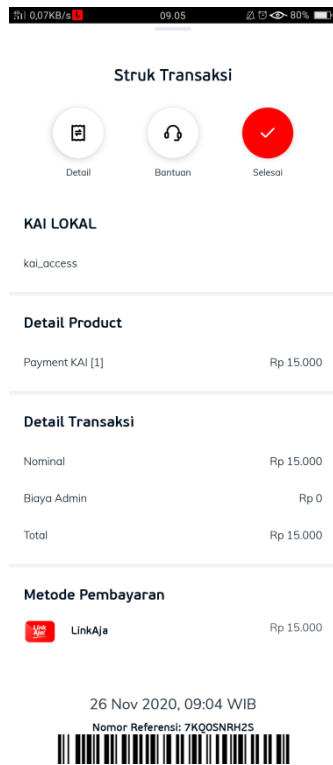 0,07KB/s 09.05 80%
Struk Transaksi
Detail Bantuan Selesai
KAI LOKAL
kai_access
Detail Product
Payment KAI [1] Rp 15.000
Detail Transaksi
Nominal Rp 15.000
Biaya Admin Rp 0
Total Rp 15.000
Metode Pembayaran
LinkAja! LinkAja Rp 15.000
26 Nov 2020, 09:04 WIB
Nomor Referensi: 7KQ0SNRH2S